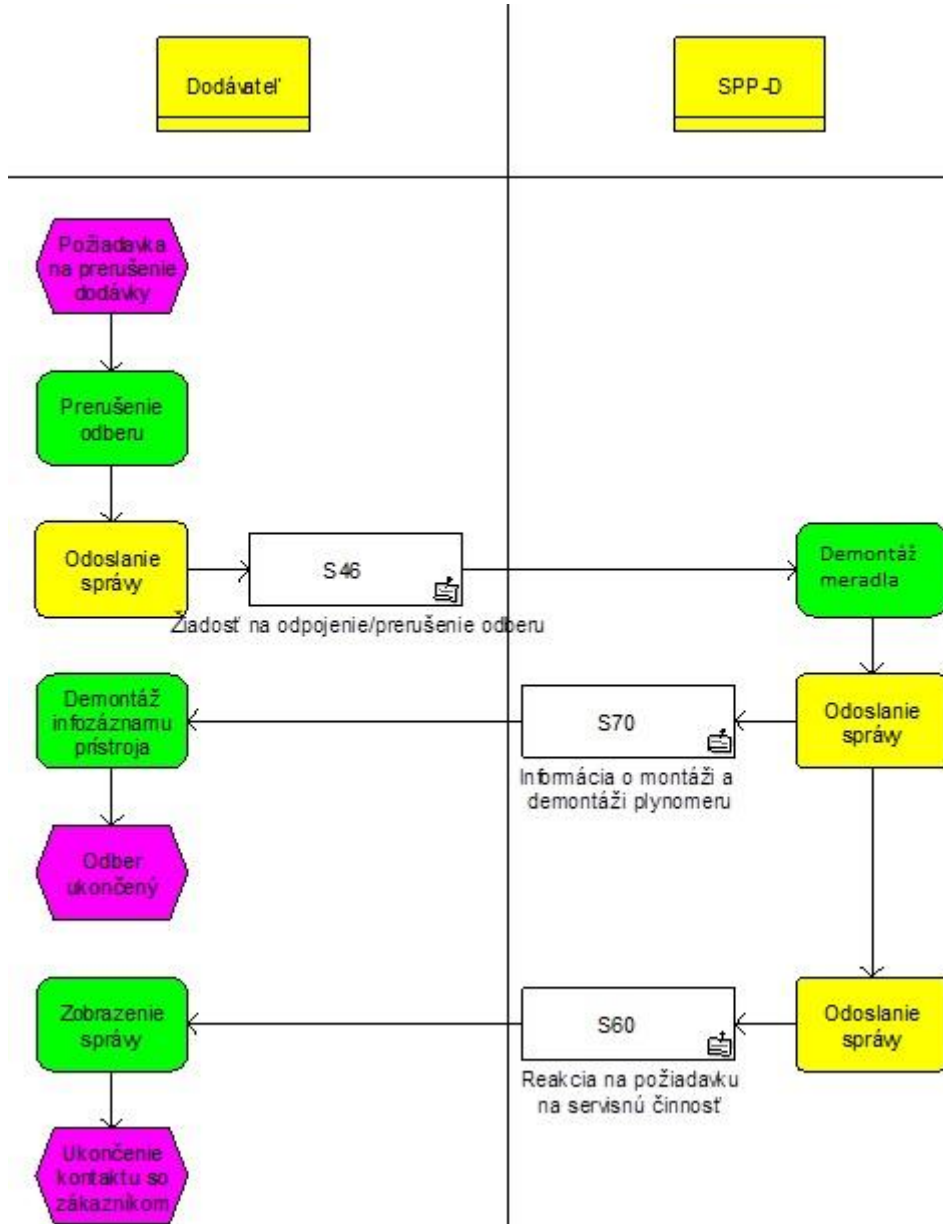 Dodávateľ
SPP-D
Požiadavka
na prerušenie
dodávky
Prerušenie
odberu
Odoslanie
správy
S46
Žiadosť na odpojenie/prerušenie odberu
Demontáž
meradla
Demontáž
infozáznamu
prístroja
S70
Informácia o montáži a
demontáži plynomeru
Odoslanie
správy
Odber
ukončený
Zobrazenie
správy
S60
Reakcia na požiadavku
na servisnú činnosť
Odoslanie
správy
Ukončenie
kontaktu so
zákazníkom